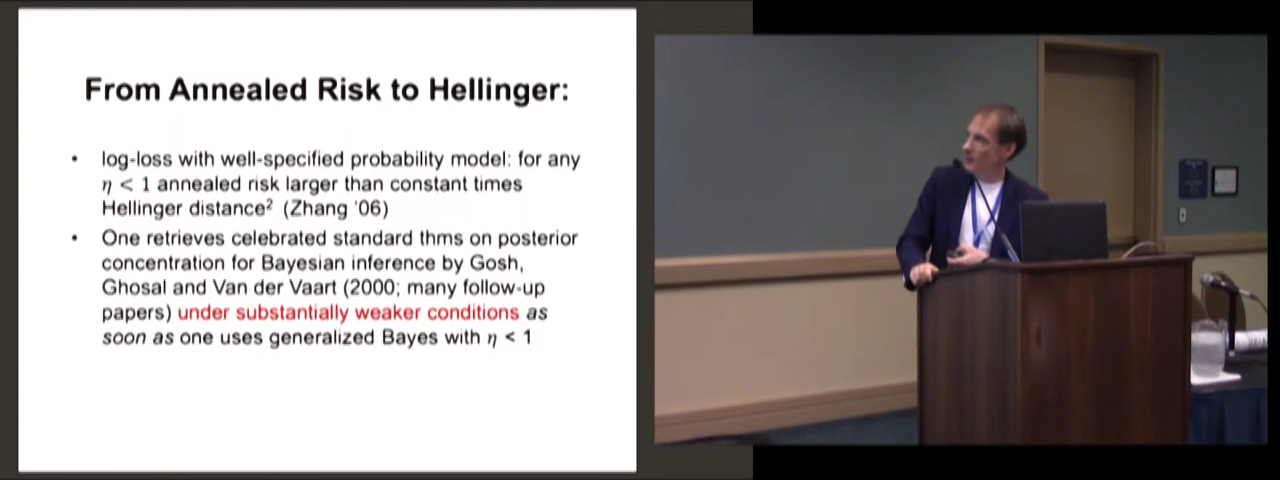 From Annealed Risk to Hellinger:
• log-loss with well-specified probability model: for any
η < 1 annealed risk larger than constant times
Hellinger distance² (Zhang '06)
• One retrieves celebrated standard thms on posterior
concentration for Bayesian inference by Gosh,
Ghosal and Van der Vaart (2000; many follow-up
papers) under substantially weaker conditions as
soon as one uses generalized Bayes with η < 1